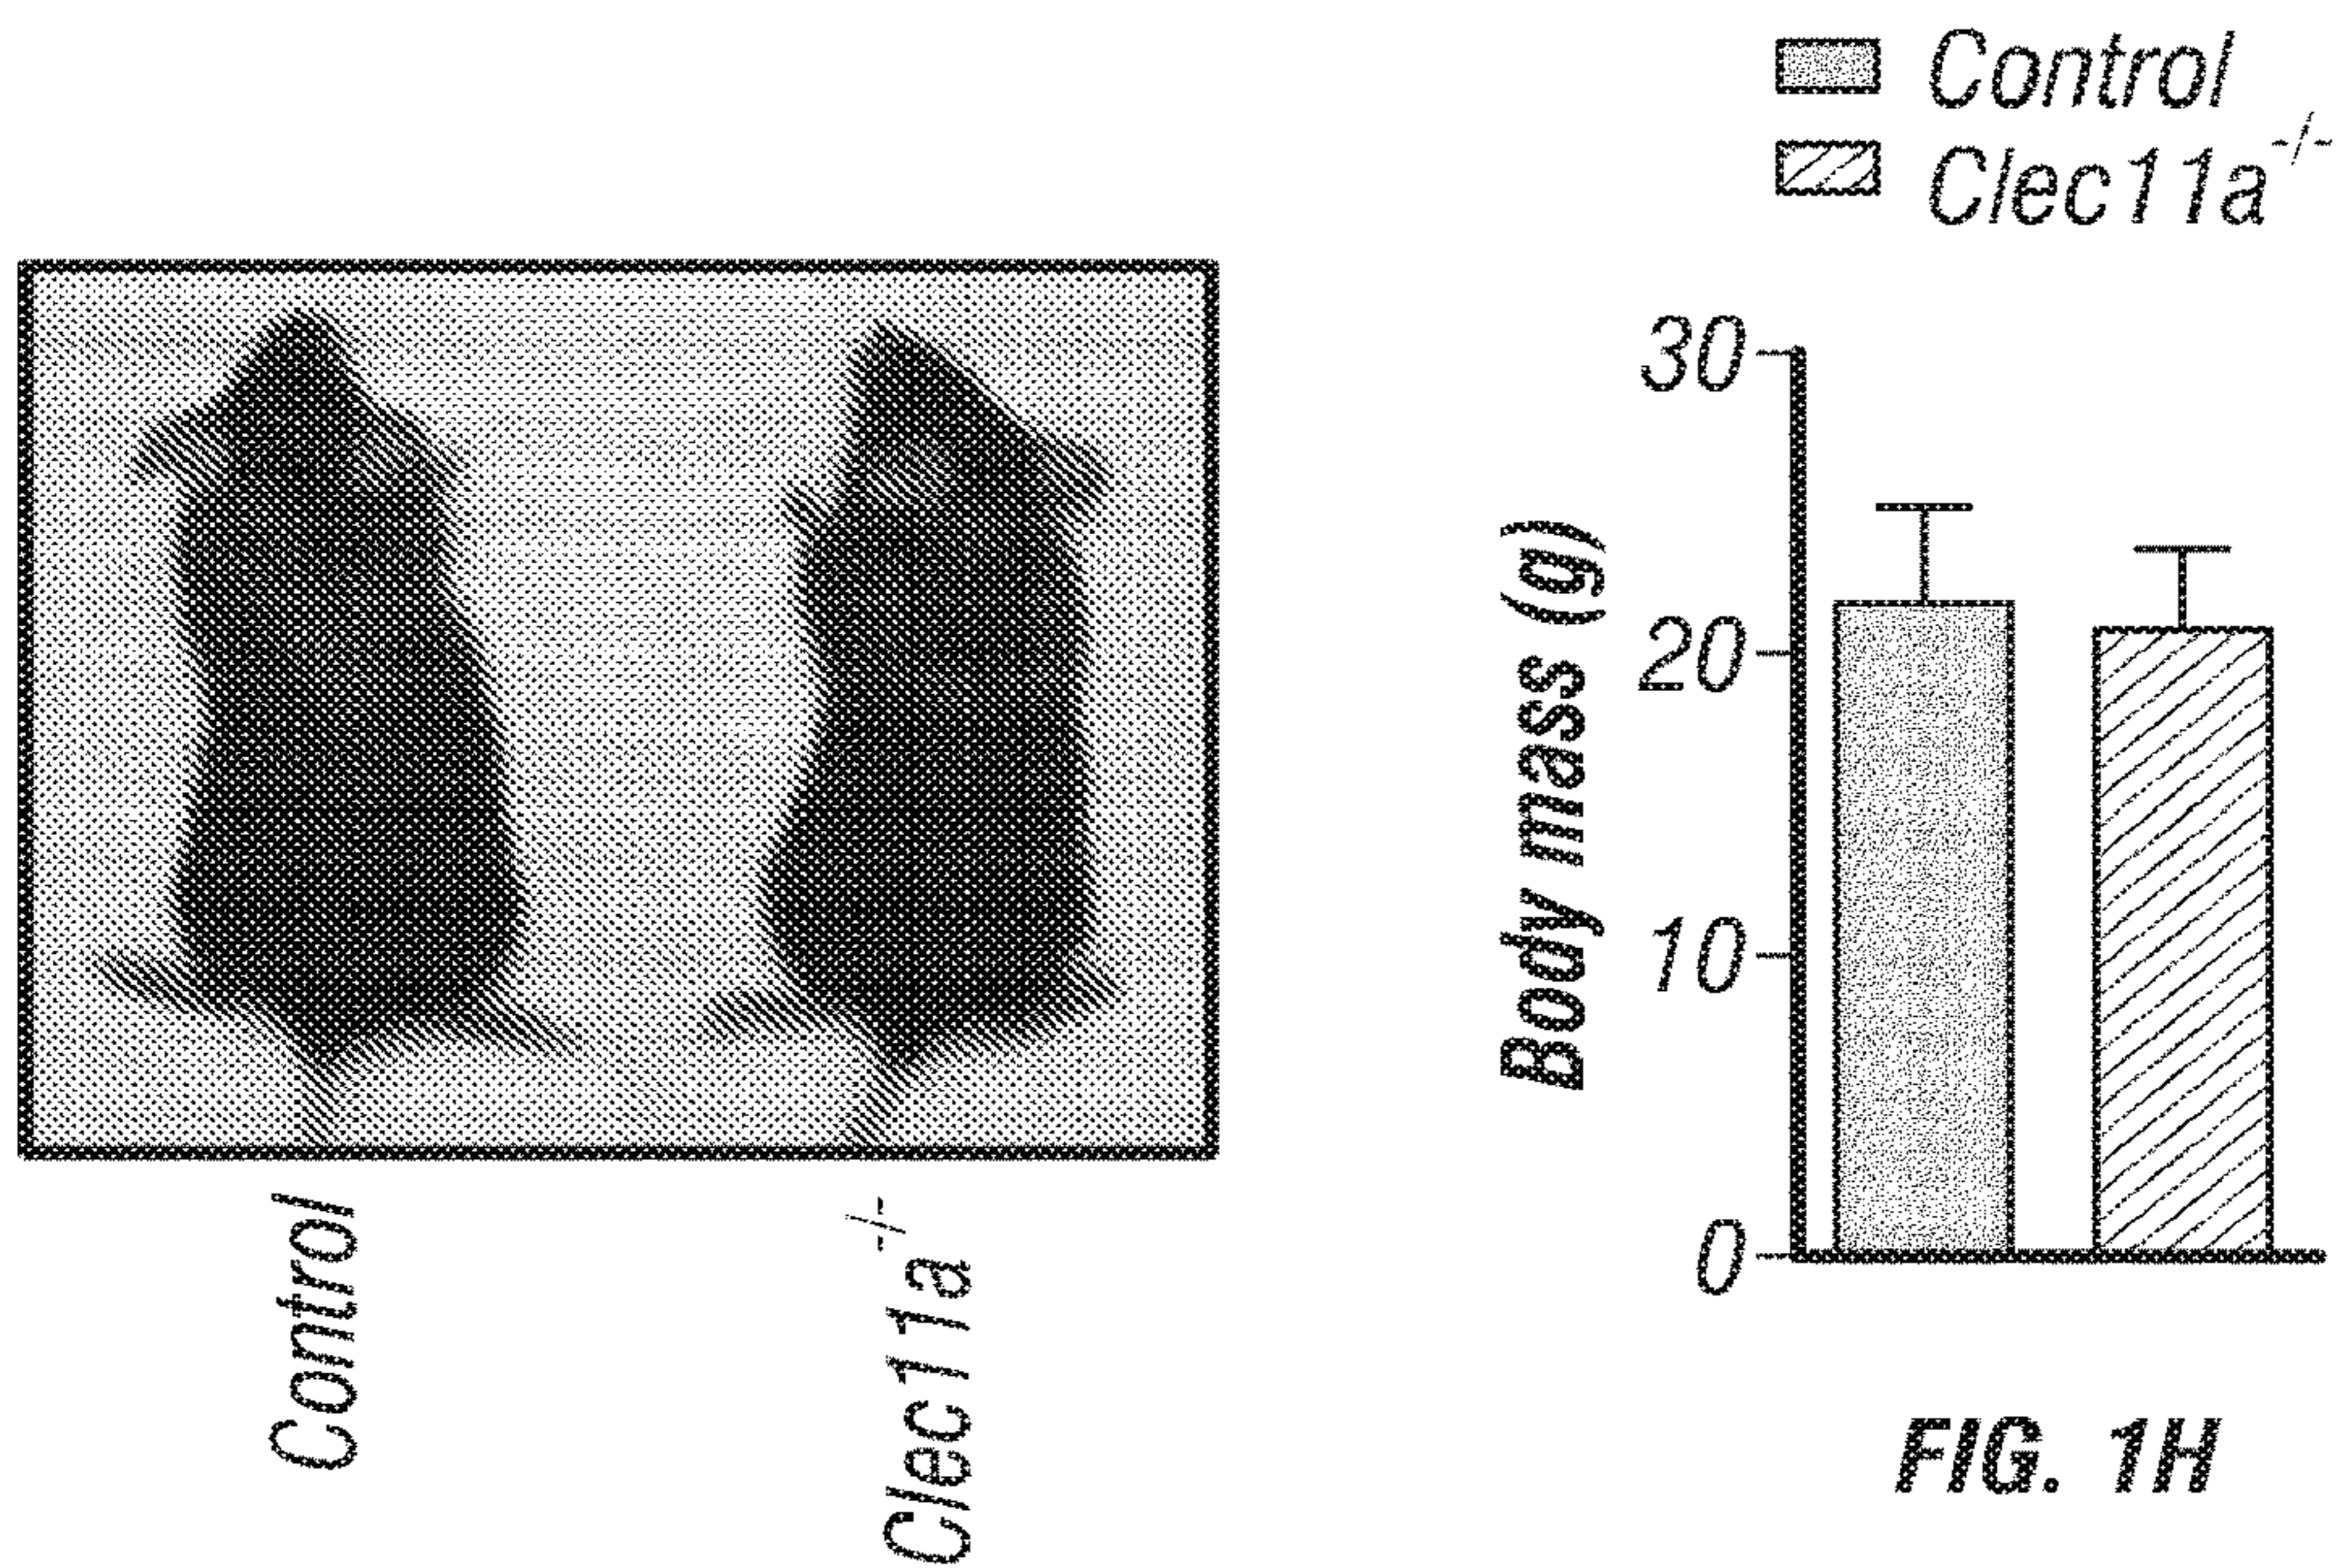 Control
Clec11a-/-
Control
Clec11a-/-
Body mass (g)
30
20
10
0
FIG. 1H